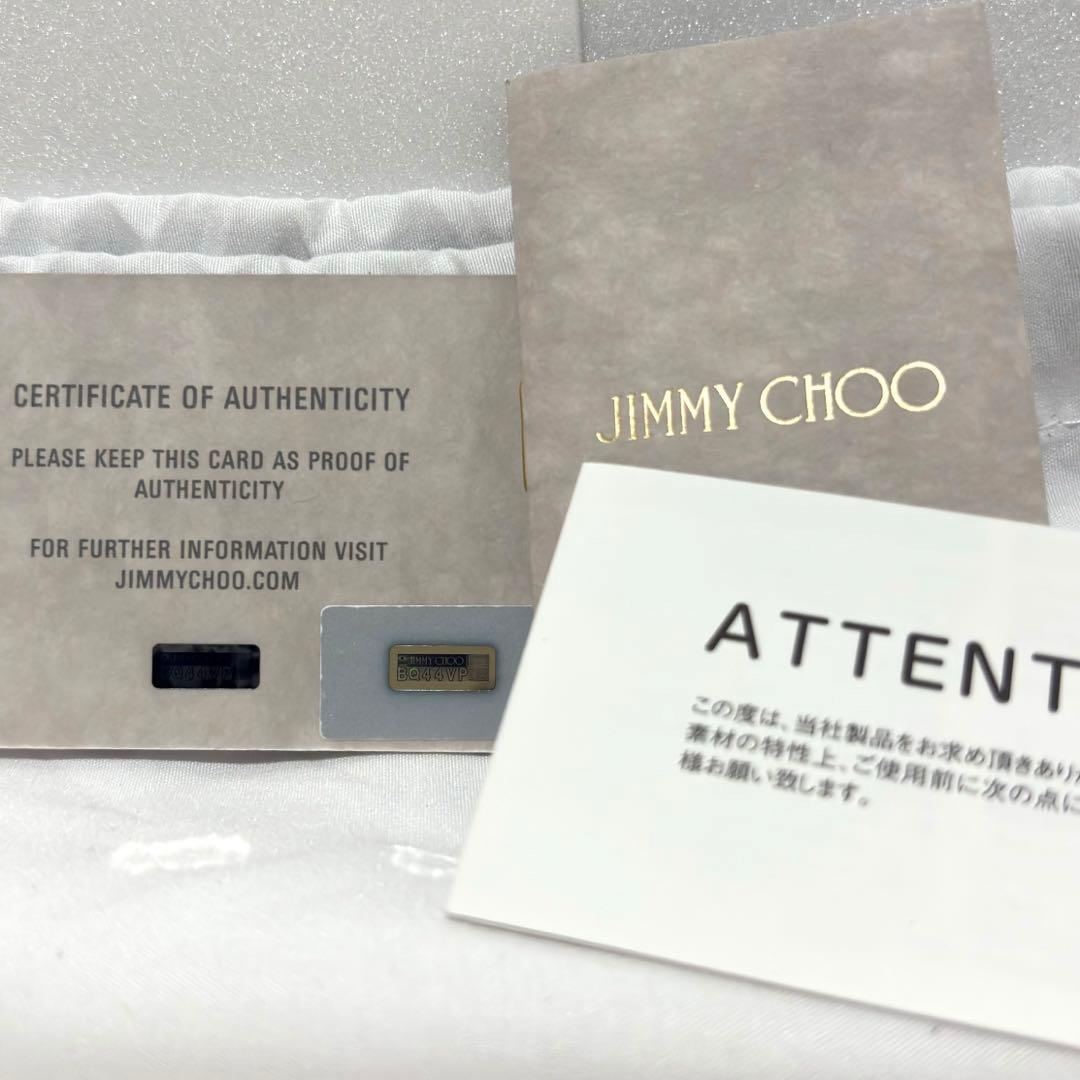 CERTIFICATE OF AUTHENTICITY
PLEASE KEEP THIS CARD AS PROOF OF
AUTHENTICITY
FOR FURTHER INFORMATION VISIT
JIMMYCHOO.COM
JIMMY CHOO
BQ44VP
JIMMY CHOO
ATTENT
この度は、当社製品をお求め頂きあり
素材の特性上、ご使用前に次の点に
様お願い致します。